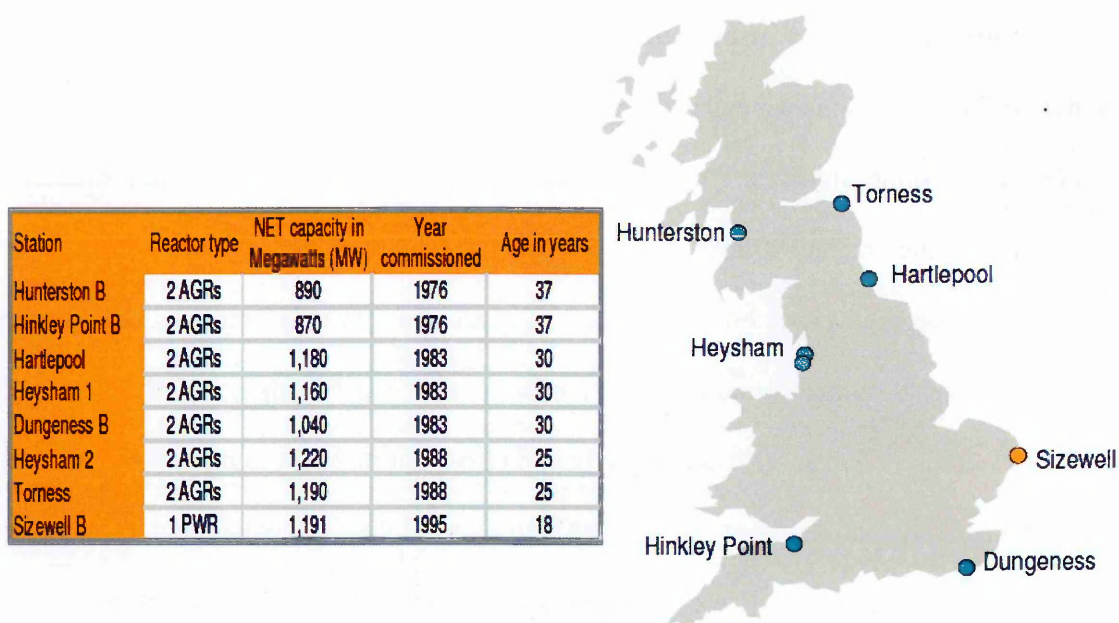 Station Reactor type NET capacity in Megawatts (MW) Year commissioned Age in years
Hunterston B 2 AGRs 890 1976 37
Hinkley Point B 2 AGRs 870 1976 37
Hartlepool 2 AGRs 1,180 1983 30
Heysham 1 2 AGRs 1,160 1983 30
Dungeness B 2 AGRs 1,040 1983 30
Heysham 2 2 AGRs 1,220 1988 25
Torness 2 AGRs 1,190 1988 25
Sizewell B 1 PWR 1,191 1995 18
Torness
Hunterston
Hartlepool
Heysham
Sizewell
Hinkley Point
Dungeness